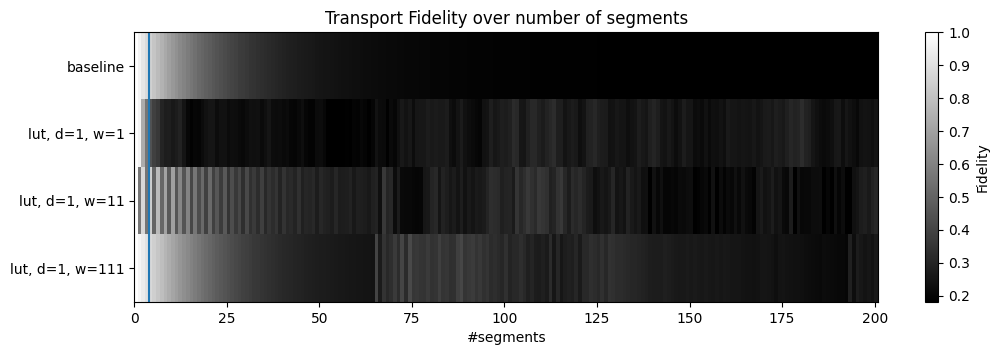 Transport Fidelity over number of segments
baseline
lut, d=1, w=1
lut, d=1, w=11
lut, d=1, w=111
0 25 50 75 100 125 150 175 200
#segments
1.0
0.9
0.8
0.7
0.6
0.5
0.4
0.3
0.2
Fidelity